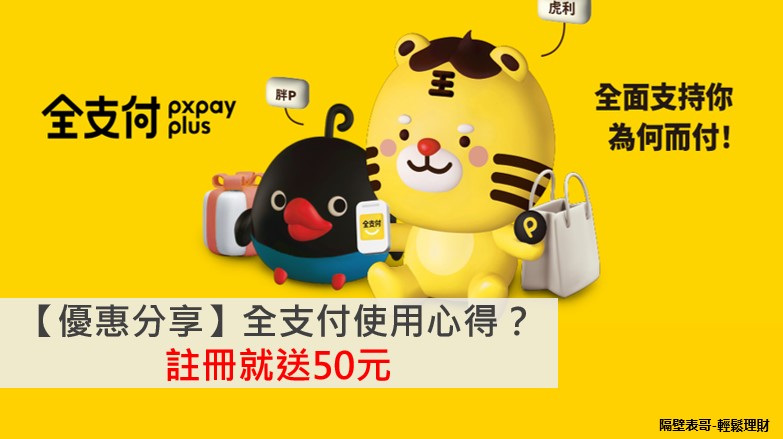 虎利
胖P
全支付 pxpay plus
全面支持你
為何而付!
全支付
P
【優惠分享】全支付使用心得？
註冊就送50元
隔壁表哥-輕鬆理財